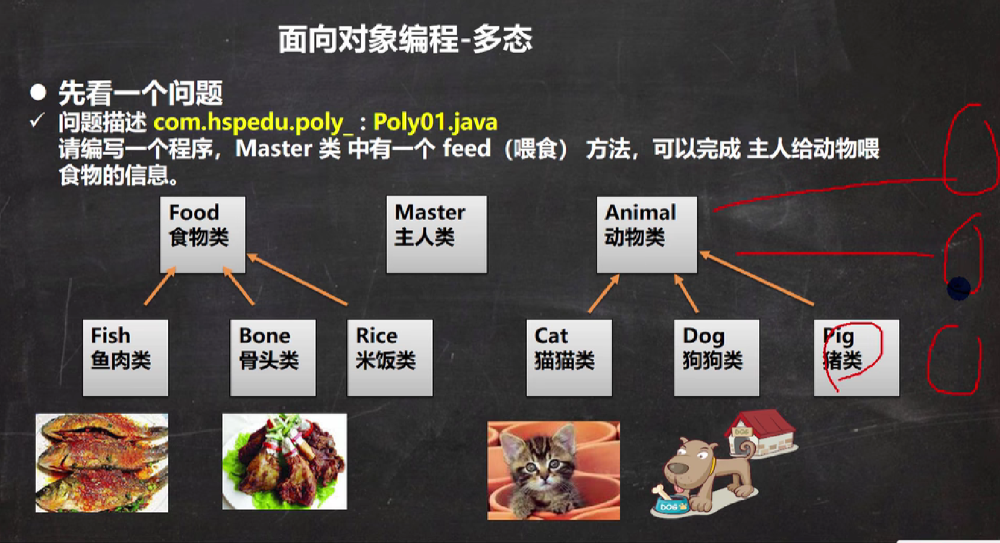 面向对象编程-多态
先看一个问题
问题描述 com.hspedu.poly_ : Poly01.java
请编写一个程序，Master 类 中有一个 feed（喂食） 方法，可以完成 主人给动物喂
食物的信息。
Food
食物类
Master
主人类
Animal
动物类
Fish
鱼肉类
Bone
骨头类
Rice
米饭类
Cat
猫猫类
Dog
狗狗类
Pig
猪类
DOG
DOG